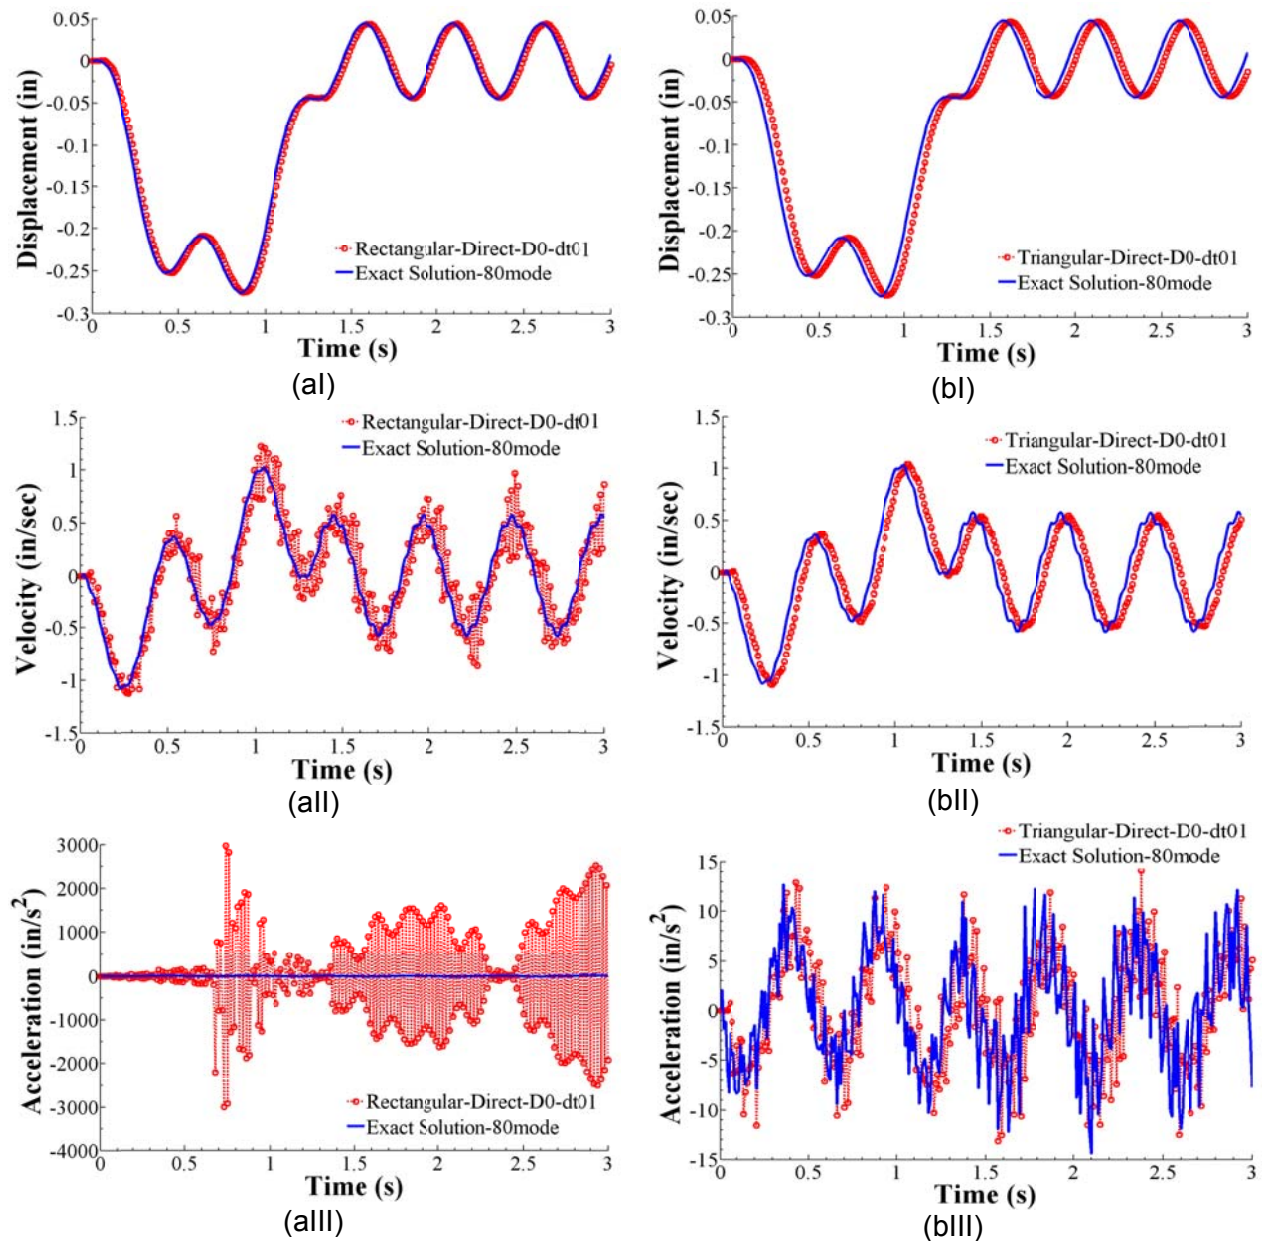 0.05
0
-0.05
-0.1
-0.15
-0.2
-0.25
-0.3
Displacement (in)
Rectangular-Direct-D0-dt01
Exact Solution-80mode
0 0.5 1 1.5 2 2.5 3
Time (s)
(aI)
0.05
0
-0.05
-0.1
-0.15
-0.2
-0.25
-0.3
Displacement (in)
Triangular-Direct-D0-dt01
Exact Solution-80mode
0 0.5 1 1.5 2 2.5 3
Time (s)
(bI)
1.5
1
0.5
0
-0.5
-1
-1.5
Velocity (in/sec)
Rectangular-Direct-D0-dt01
Exact Solution-80mode
0 0.5 1 1.5 2 2.5 3
Time (s)
(aII)
1.5
1
0.5
0
-0.5
-1
-1.5
Velocity (in/sec)
Triangular-Direct-D0-dt01
Exact Solution-80mode
0 0.5 1 1.5 2 2.5 3
Time (s)
(bII)
3000
2000
1000
0
-1000
-2000
-3000
-4000
Acceleration (in/s²)
Rectangular-Direct-D0-dt01
Exact Solution-80mode
0 0.5 1 1.5 2 2.5 3
Time (s)
(aIII)
Triangular-Direct-D0-dt01
Exact Solution-80mode
15
10
5
0
-5
-10
-15
Acceleration (in/s²)
0 0.5 1 1.5 2 2.5 3
Time (s)
(bIII)